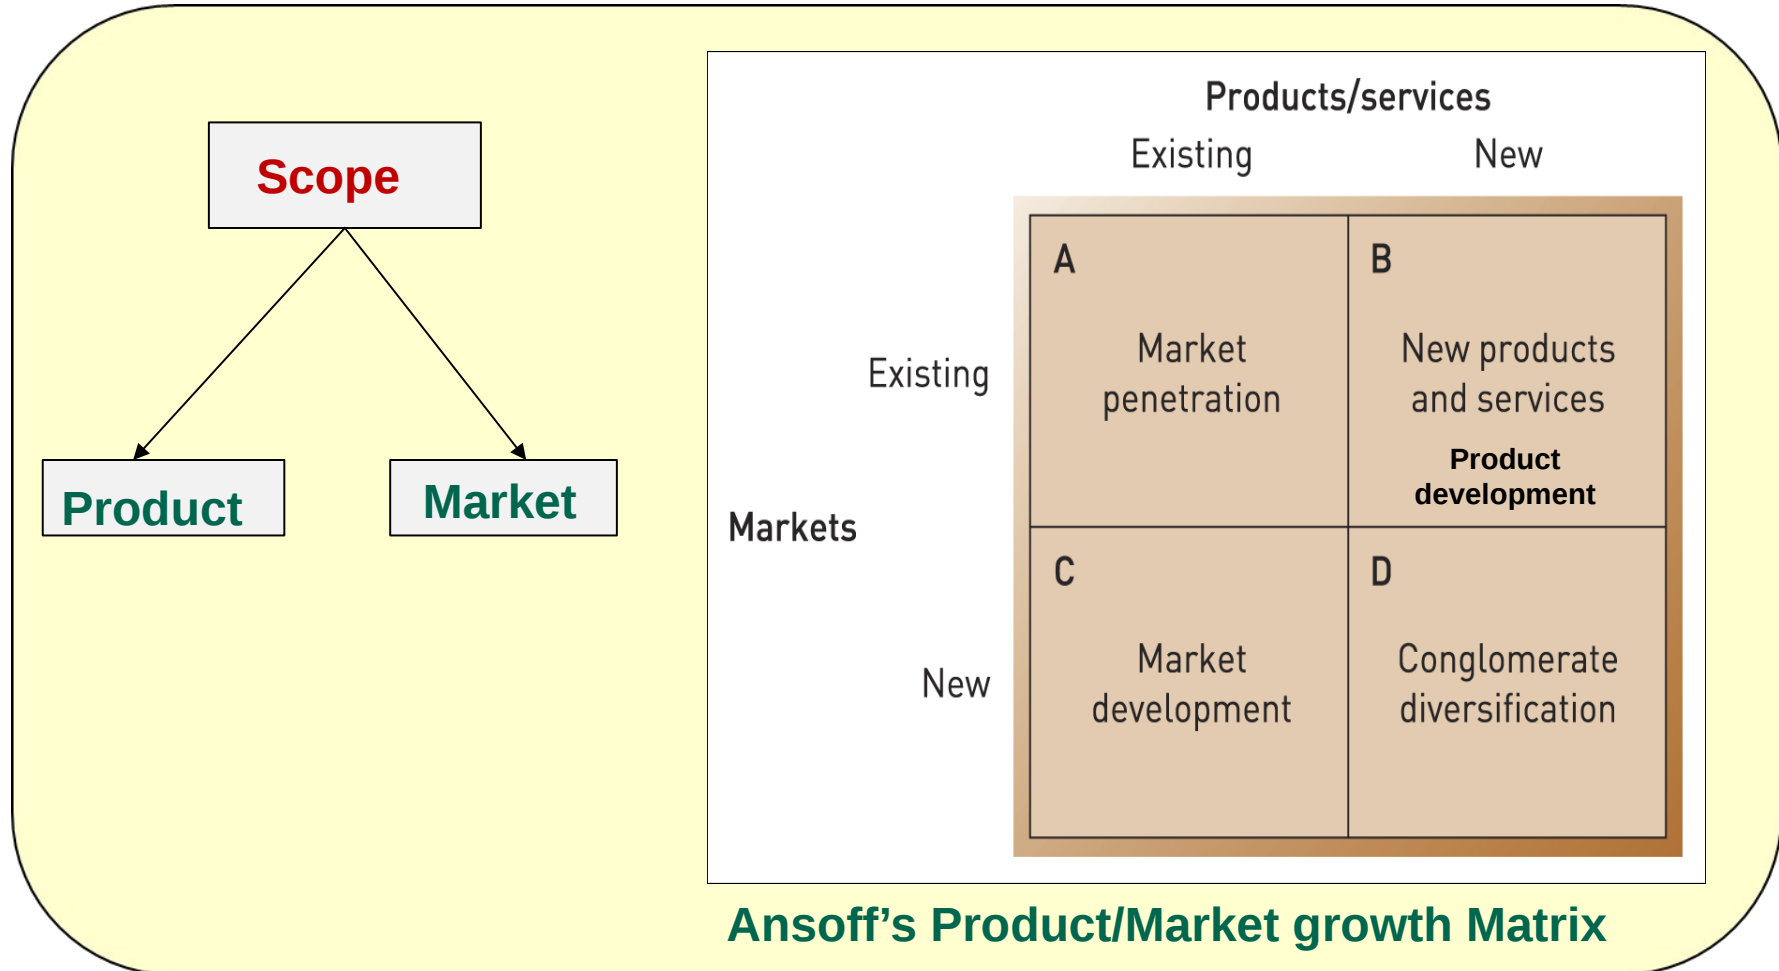 Scope
Product
Market
Products/services
Existing
New
Markets
Existing
New
A
Market
penetration
B
New products
and services
Product
development
C
Market
development
D
Conglomerate
diversification
Ansoff’s Product/Market growth Matrix